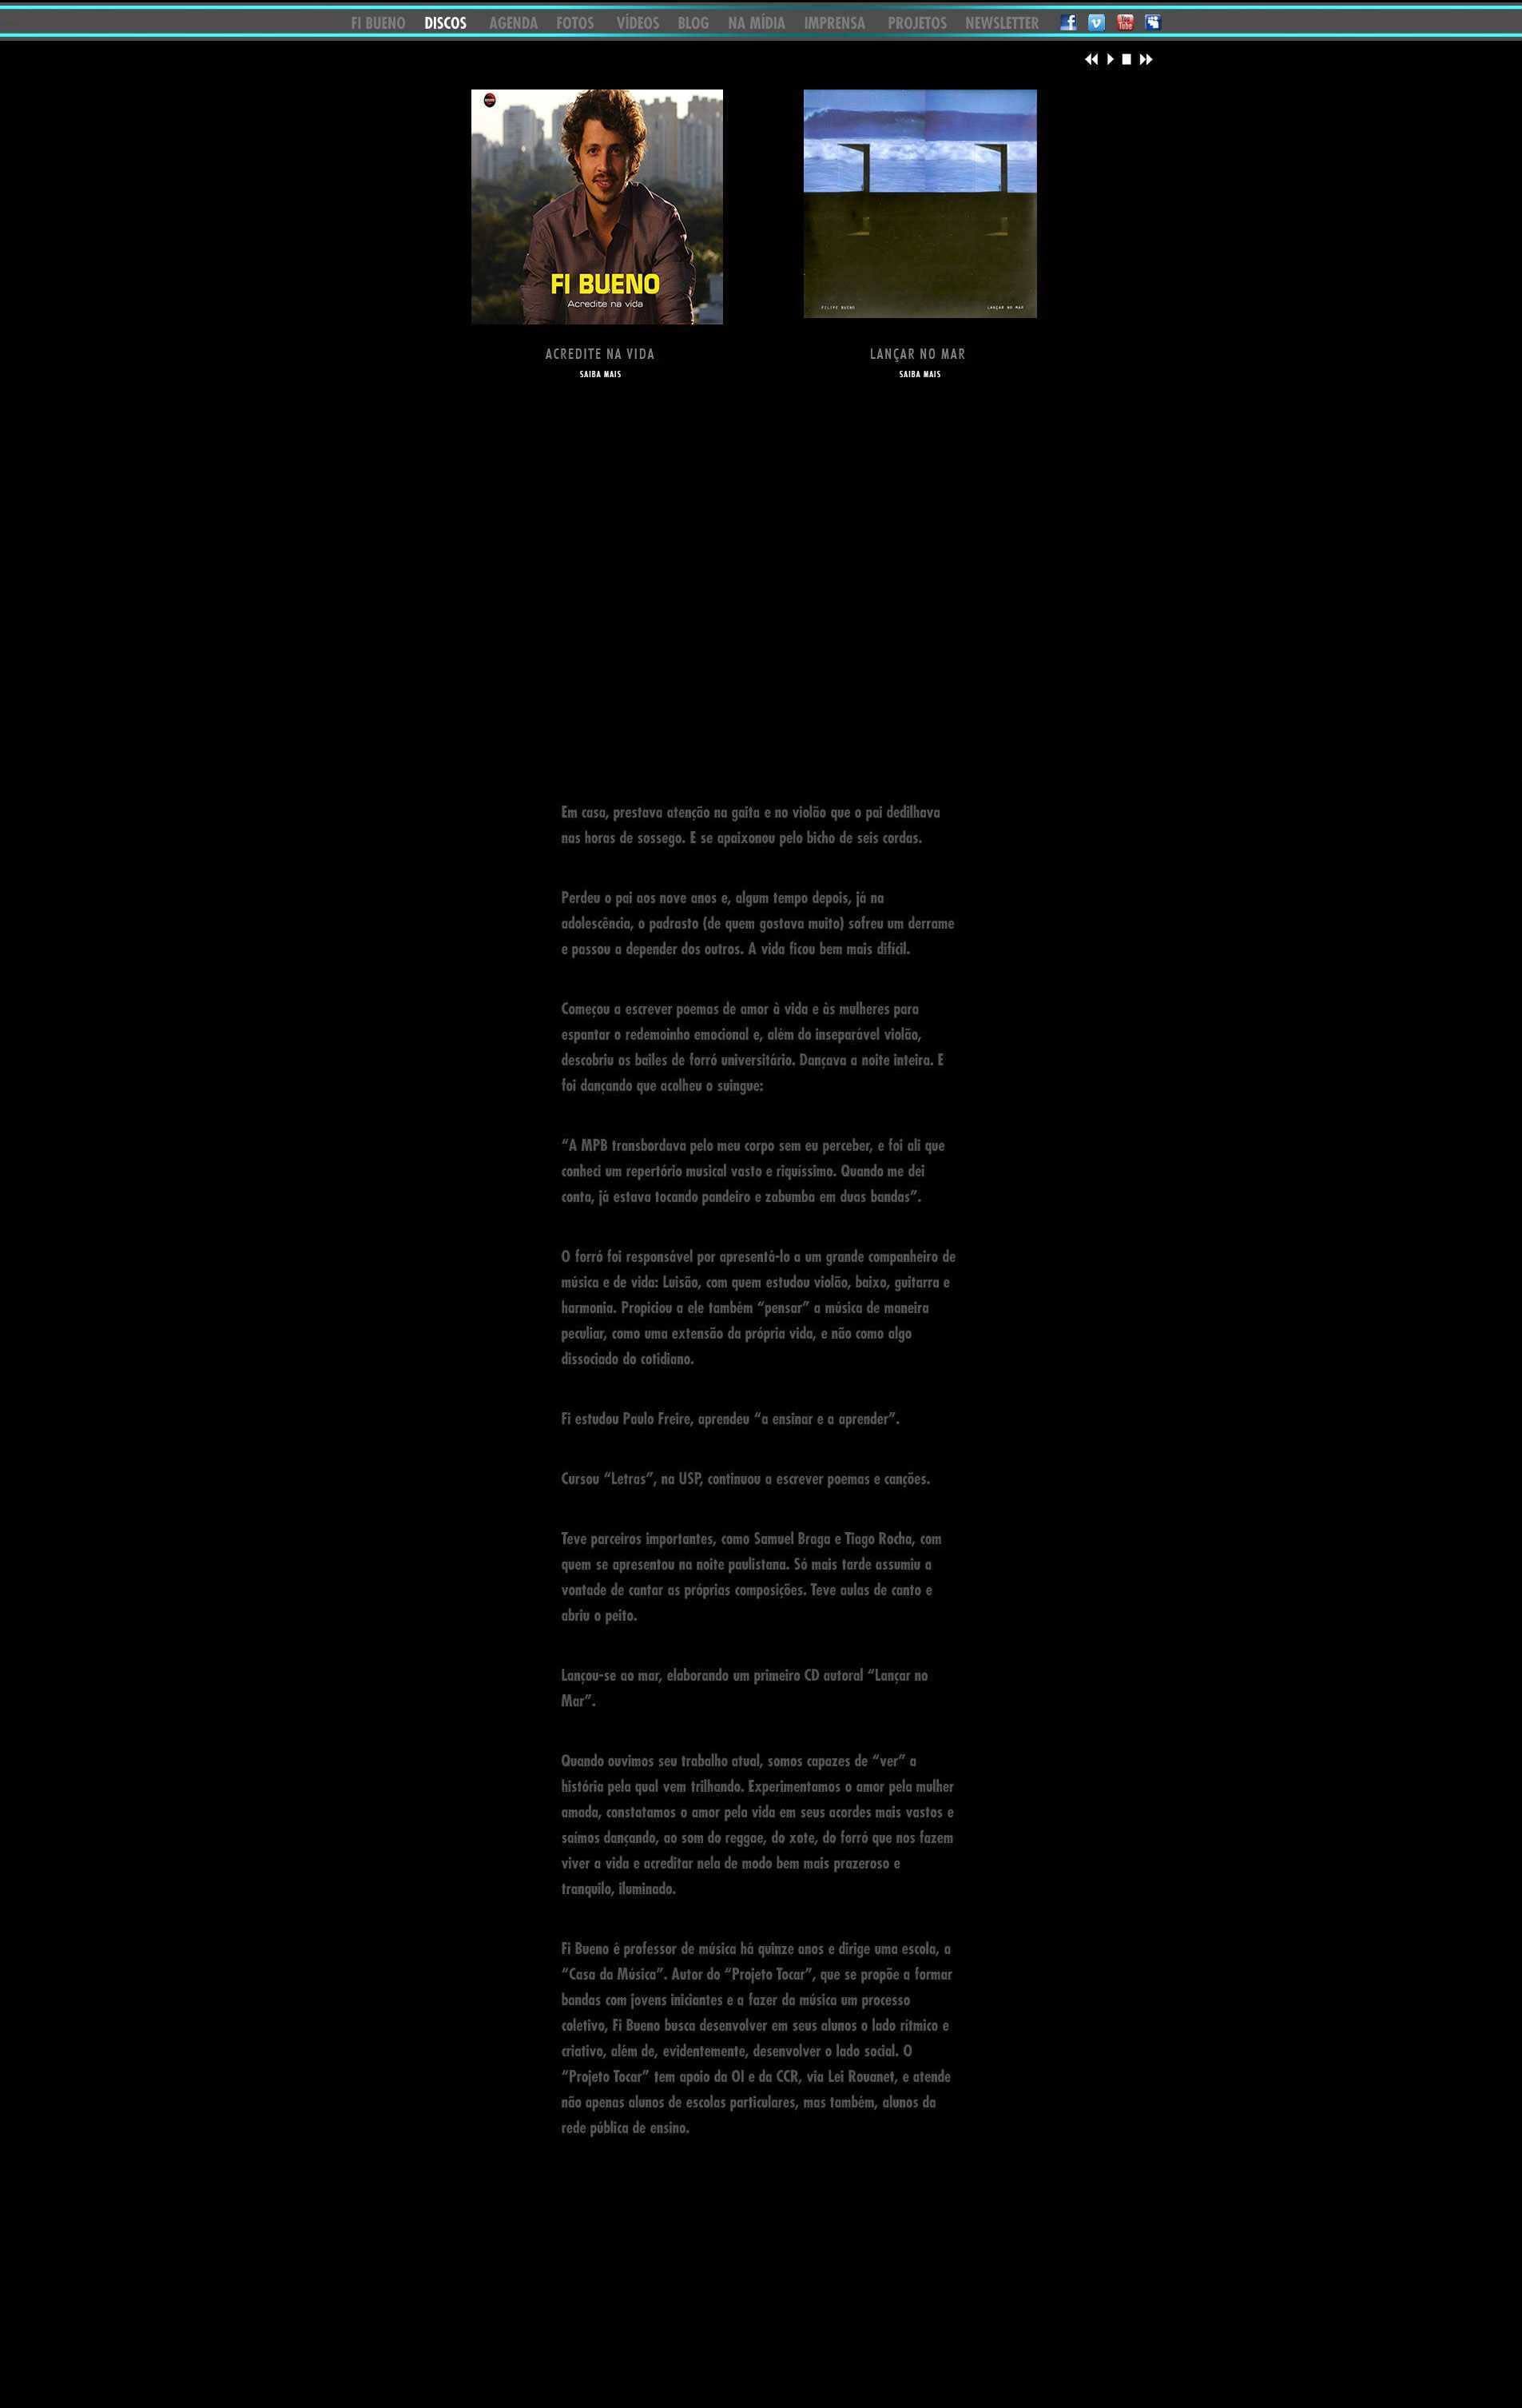 FI BUENO DISCOS AGENDA FOTOS VÍDEOS BLOG NA MÍDIA IMPRENSA PROJETOS NEWSLETTER
FI BUENO
Acredite na vida
FILIPE BUENO LANÇAR NO MAR
ACREDITE NA VIDA LANÇAR NO MAR
SAIBA MAIS SAIBA MAIS
Em casa, prestava atenção na gaita e no violão que o pai dedilhava
nas horas de sossego. E se apaixonou pelo bicho de seis cordas.
Perdeu o pai aos nove anos e, algum tempo depois, já na
adolescência, o padrasto (de quem gostava muito) sofreu um derrame
e passou a depender dos outros. A vida ficou bem mais difícil.
Começou a escrever poemas de amor à vida e às mulheres para
espantar o redemoinho emocional e, além do inseparável violão,
descobriu os bailes de forró universitário. Dançava a noite inteira. E
foi dançando que acolheu o suingue:
“A MPB transbordava pelo meu corpo sem eu perceber, e foi ali que
conheci um repertório musical vasto e riquíssimo. Quando me dei
conta, já estava tocando pandeiro e zabumba em duas bandas”.
O forró foi responsável por apresentá-lo a um grande companheiro de
música e de vida: Luisão, com quem estudou violão, baixo, guitarra e
harmonia. Propiciou a ele também “pensar” a música de maneira
peculiar, como uma extensão da própria vida, e não como algo
dissociado do cotidiano.
Fi estudou Paulo Freire, aprendeu “a ensinar e a aprender”.
Cursou “Letras”, na USP, continuou a escrever poemas e canções.
Teve parceiros importantes, como Samuel Braga e Tiago Rocha, com
quem se apresentou na noite paulistana. Só mais tarde assumiu a
vontade de cantar as próprias composições. Teve aulas de canto e
abriu o peito.
Lançou-se ao mar, elaborando um primeiro CD autoral “Lançar no
Mar”.
Quando ouvimos seu trabalho atual, somos capazes de “ver” a
história pela qual vem trilhando. Experimentamos o amor pela mulher
amada, constatamos o amor pela vida em seus acordes mais vastos e
saímos dançando, ao som do reggae, do xote, do forró que nos fazem
viver a vida e acreditar nela de modo bem mais prazeroso e
tranquilo, iluminado.
Fi Bueno é professor de música há quinze anos e dirige uma escola, a
“Casa da Música”. Autor do “Projeto Tocar”, que se propõe a formar
bandas com jovens iniciantes e a fazer da música um processo
coletivo, Fi Bueno busca desenvolver em seus alunos o lado rítmico e
criativo, além de, evidentemente, desenvolver o lado social. O
“Projeto Tocar” tem apoio da OI e da CCR, via Lei Rouanet, e atende
não apenas alunos de escolas particulares, mas também, alunos da
rede pública de ensino.